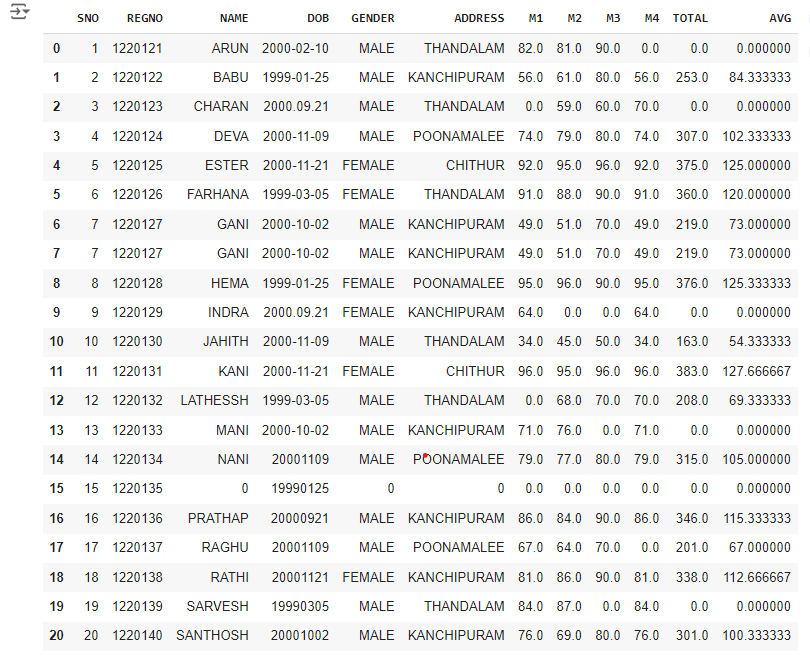 SNO REGNO NAME DOB GENDER ADDRESS M1 M2 M3 M4 TOTAL AVG
0 1 1220121 ARUN 2000-02-10 MALE THANDALAM 82.0 81.0 90.0 0.0 0.0 0.000000
1 2 1220122 BABU 1999-01-25 MALE KANCHIPURAM 56.0 61.0 80.0 56.0 253.0 84.333333
2 3 1220123 CHARAN 2000.09.21 MALE THANDALAM 0.0 59.0 60.0 70.0 0.0 0.000000
3 4 1220124 DEVA 2000-11-09 MALE POONAMALEE 74.0 79.0 80.0 74.0 307.0 102.333333
4 5 1220125 ESTER 2000-11-21 FEMALE CHITHUR 92.0 95.0 96.0 92.0 375.0 125.000000
5 6 1220126 FARHANA 1999-03-05 FEMALE THANDALAM 91.0 88.0 90.0 91.0 360.0 120.000000
6 7 1220127 GANI 2000-10-02 MALE KANCHIPURAM 49.0 51.0 70.0 49.0 219.0 73.000000
7 7 1220127 GANI 2000-10-02 MALE KANCHIPURAM 49.0 51.0 70.0 49.0 219.0 73.000000
8 8 1220128 HEMA 1999-01-25 FEMALE POONAMALEE 95.0 96.0 90.0 95.0 376.0 125.333333
9 9 1220129 INDRA 2000.09.21 FEMALE KANCHIPURAM 64.0 0.0 0.0 64.0 0.0 0.000000
10 10 1220130 JAHITH 2000-11-09 MALE THANDALAM 34.0 45.0 50.0 34.0 163.0 54.333333
11 11 1220131 KANI 2000-11-21 FEMALE CHITHUR 96.0 95.0 96.0 96.0 383.0 127.666667
12 12 1220132 LATHESSH 1999-03-05 MALE THANDALAM 0.0 68.0 70.0 70.0 208.0 69.333333
13 13 1220133 MANI 2000-10-02 MALE KANCHIPURAM 71.0 76.0 0.0 71.0 0.0 0.000000
14 14 1220134 NANI 20001109 MALE POONAMALEE 79.0 77.0 80.0 79.0 315.0 105.000000
15 15 1220135 0 19990125 0 0 0.0 0.0 0.0 0.0 0.0 0.000000
16 16 1220136 PRATHAP 20000921 MALE KANCHIPURAM 86.0 84.0 90.0 86.0 346.0 115.333333
17 17 1220137 RAGHU 20001109 MALE POONAMALEE 67.0 64.0 70.0 0.0 201.0 67.000000
18 18 1220138 RATHI 20001121 FEMALE KANCHIPURAM 81.0 86.0 90.0 81.0 338.0 112.666667
19 19 1220139 SARVESH 19990305 MALE THANDALAM 84.0 87.0 0.0 84.0 0.0 0.000000
20 20 1220140 SANTHOSH 20001002 MALE KANCHIPURAM 76.0 69.0 80.0 76.0 301.0 100.333333